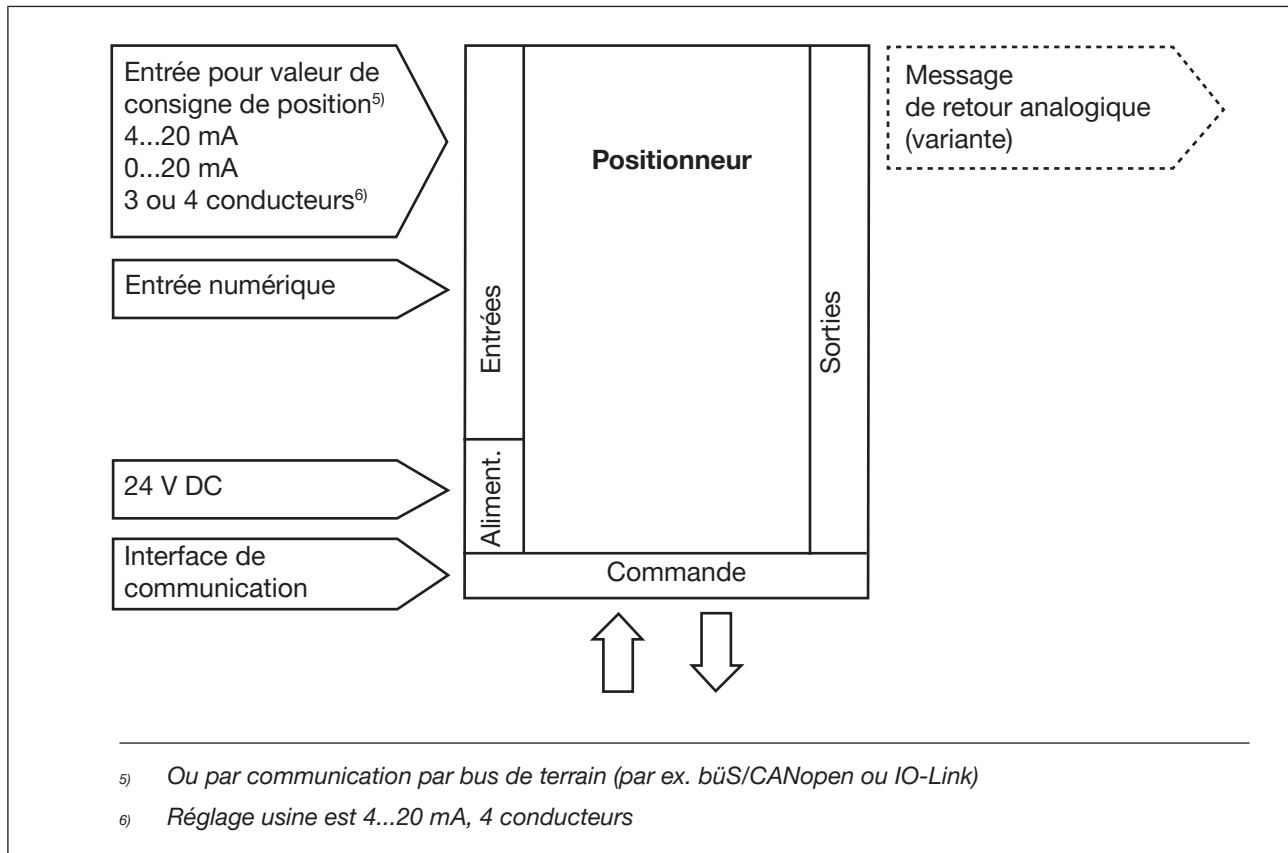 Entrée pour valeur de
consigne de position5)
4...20 mA
0...20 mA
3 ou 4 conducteurs6)
Entrée numérique
24 V DC
Interface de
communication
Entrées
Aliment.
Positionneur
Commande
Sorties
Message
de retour analogique
(variante)
5) Ou par communication par bus de terrain (par ex. büS/CANopen ou IO-Link)
6) Réglage usine est 4...20 mA, 4 conducteurs